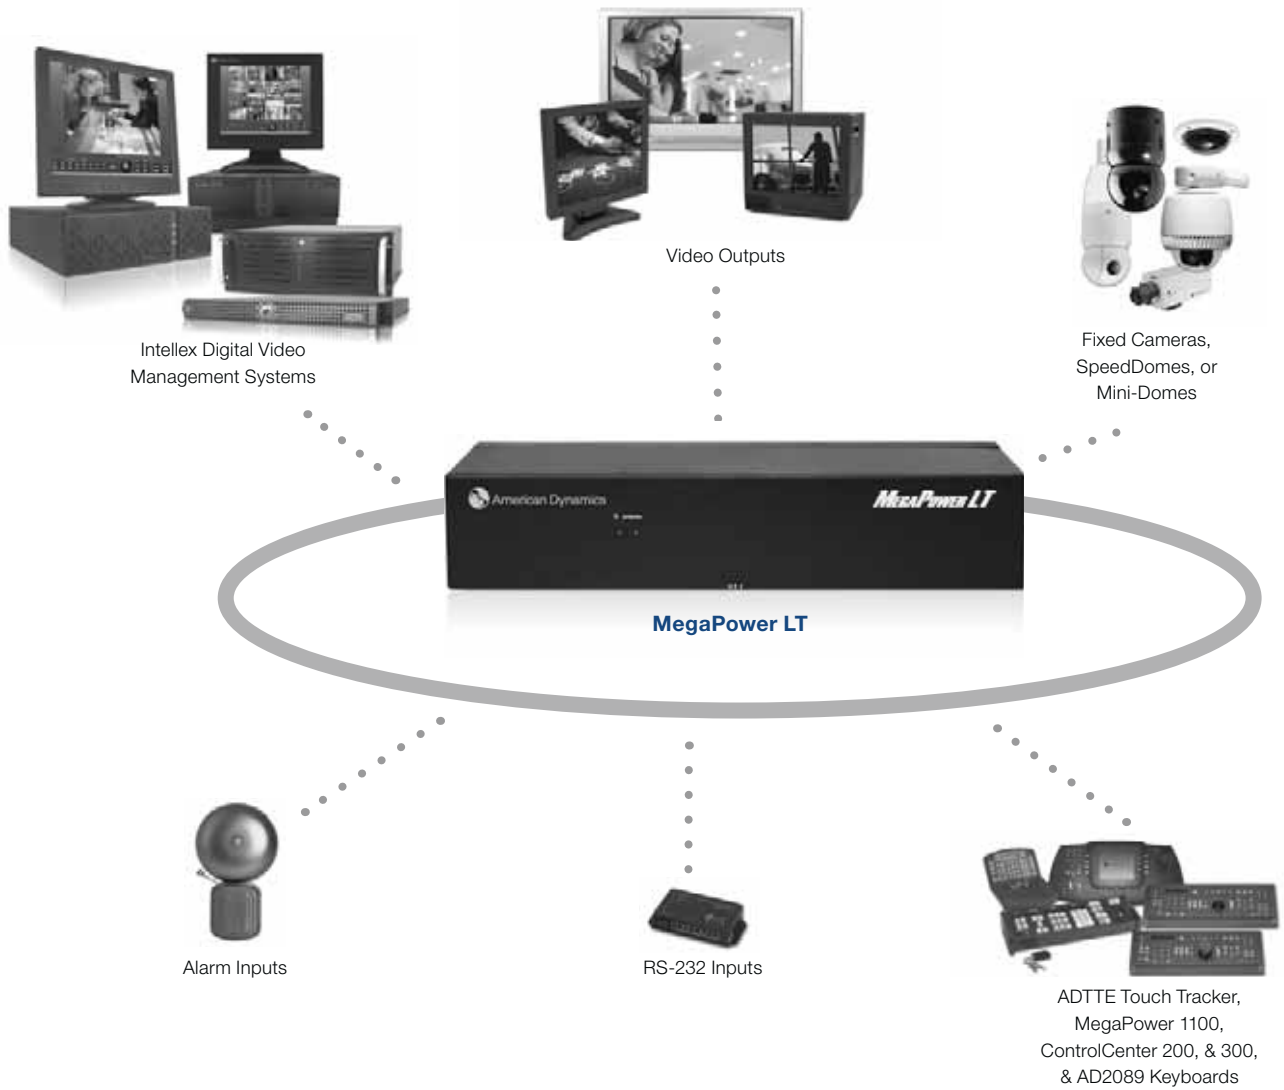 Video Outputs
Intellex Digital Video
Management Systems
Fixed Cameras,
SpeedDomes, or
Mini-Domes
American Dynamics
MegaPower LT
MegaPower LT
Alarm Inputs
RS-232 Inputs
ADTTE Touch Tracker,
MegaPower 1100,
ControlCenter 200, & 300,
& AD2089 Keyboards